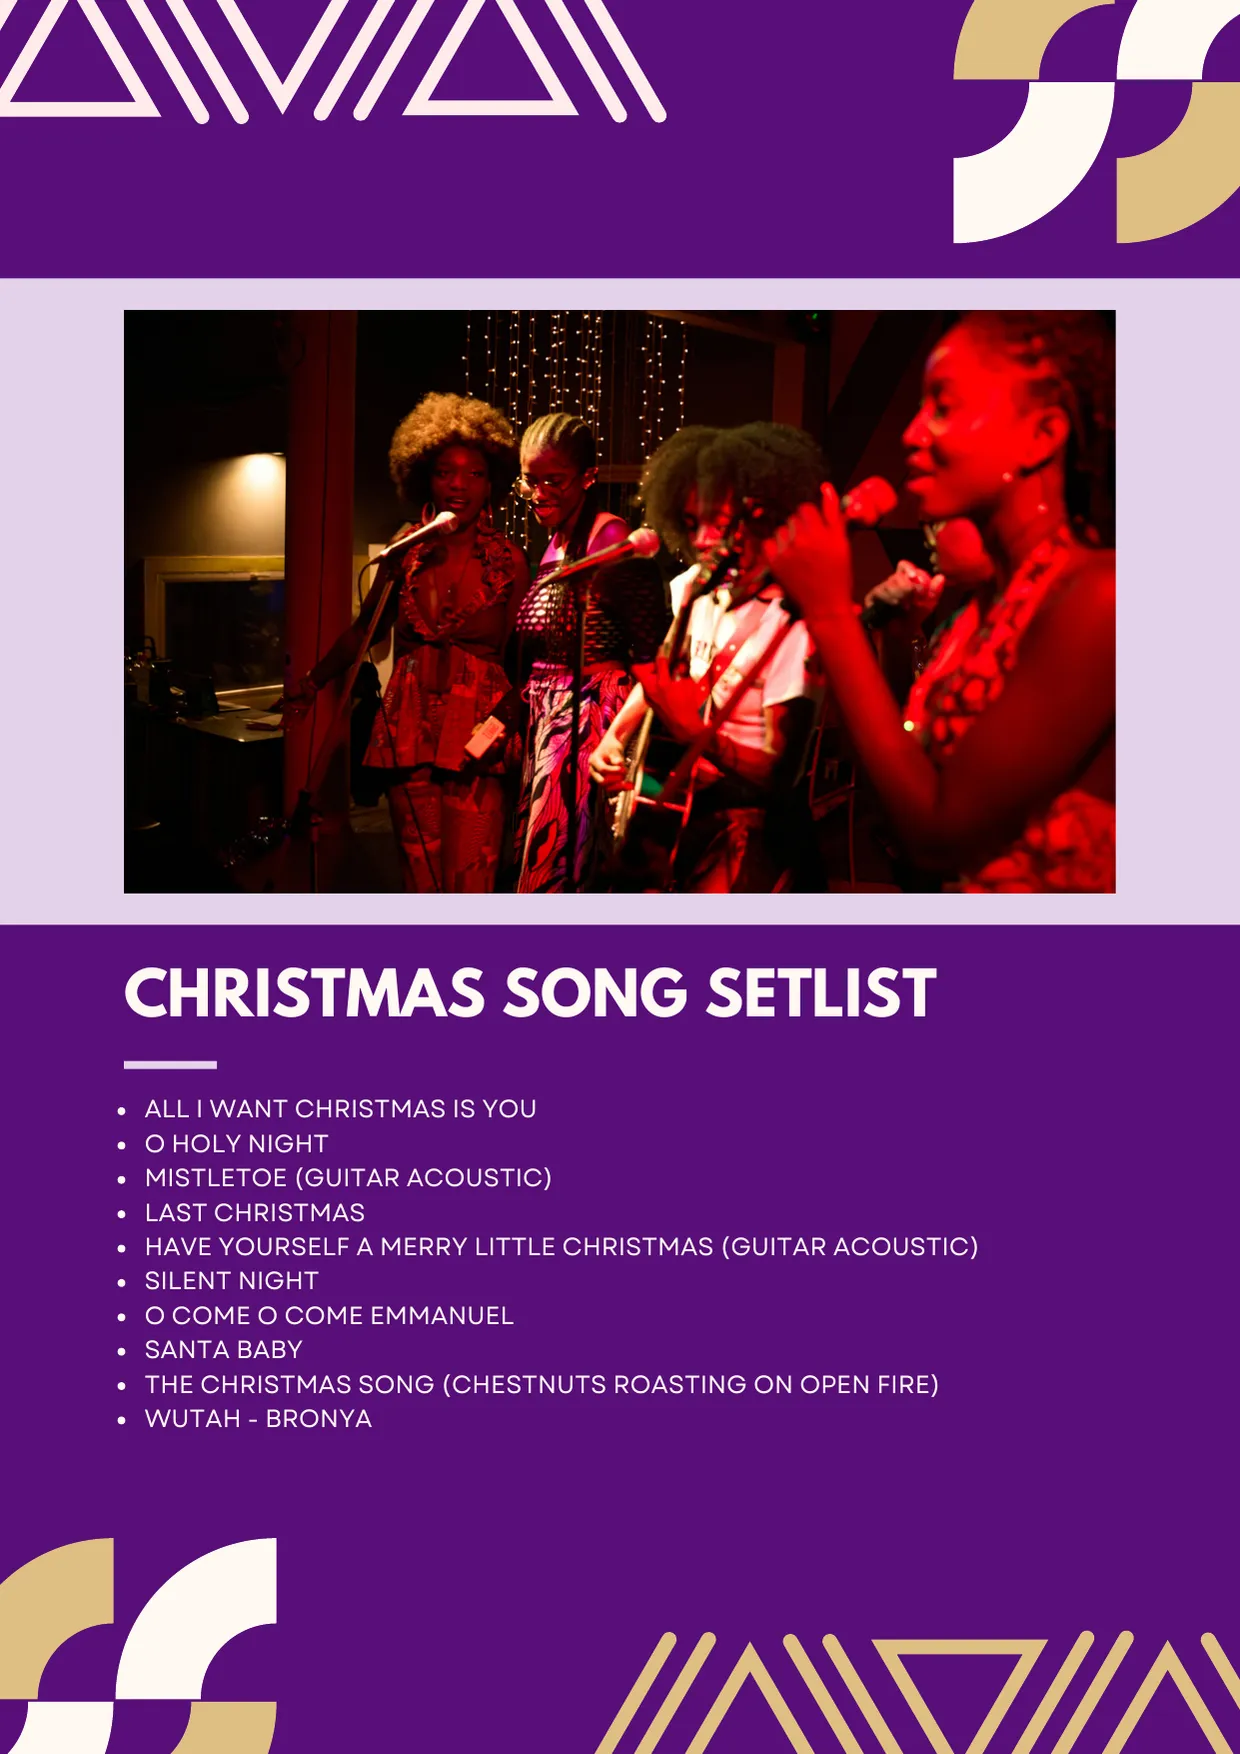 CHRISTMAS SONG SETLIST
• ALL I WANT CHRISTMAS IS YOU
• O HOLY NIGHT
• MISTLETOE (GUITAR ACOUSTIC)
• LAST CHRISTMAS
• HAVE YOURSELF A MERRY LITTLE CHRISTMAS (GUITAR ACOUSTIC)
• SILENT NIGHT
• O COME O COME EMMANUEL
• SANTA BABY
• THE CHRISTMAS SONG (CHESTNUTS ROASTING ON OPEN FIRE)
• WUTAH - BRONYA